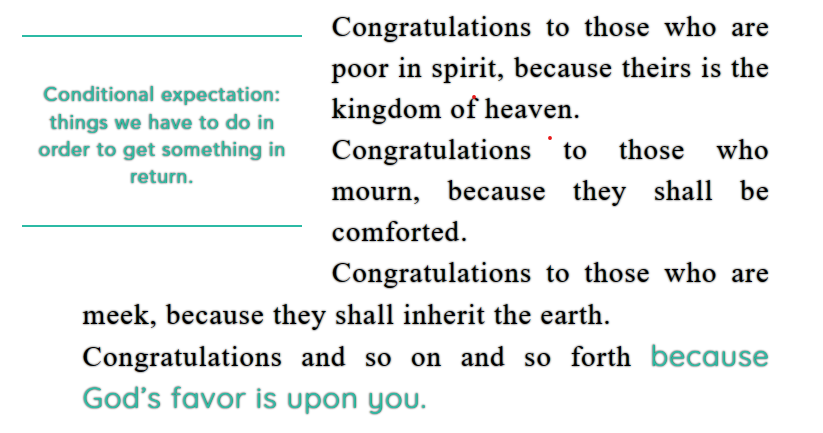 Conditional expectation:
things we have to do in
order to get something in
return.
Congratulations to those who are
poor in spirit, because theirs is the
kingdom of heaven.
Congratulations to those who
mourn, because they shall be
comforted.
Congratulations to those who are
meek, because they shall inherit the earth.
Congratulations and so on and so forth because
God's favor is upon you.